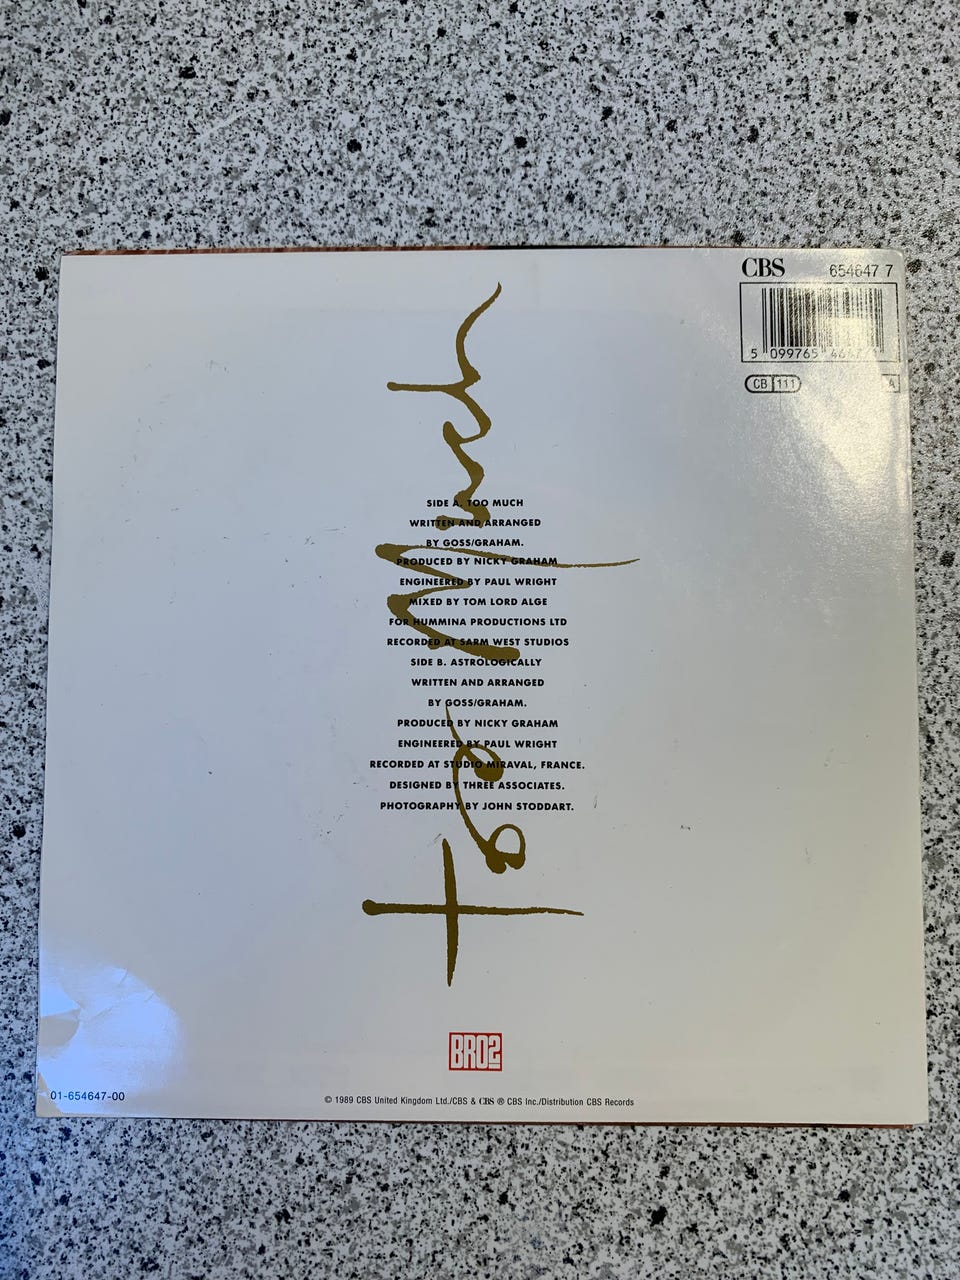 CBS 654647 7
5 099765
CB 111
A
Too Much
SIDE A. TOO MUCH
WRITTEN AND ARRANGED
BY GOSS/GRAHAM.
PRODUCED BY NICKY GRAHAM
ENGINEERED BY PAUL WRIGHT
MIXED BY TOM LORD ALGE
FOR HUMMINA PRODUCTIONS LTD
RECORDED AT SARM WEST STUDIOS
SIDE B. ASTROLOGICALLY
WRITTEN AND ARRANGED
BY GOSS/GRAHAM.
PRODUCED BY NICKY GRAHAM
ENGINEERED BY PAUL WRIGHT
RECORDED AT STUDIO MIRAVAL, FRANCE.
DESIGNED BY THREE ASSOCIATES.
PHOTOGRAPHY BY JOHN STODDART.
BROS
01-654647-00
© 1989 CBS United Kingdom Ltd./CBS & CBS ® CBS Inc./Distribution CBS Records